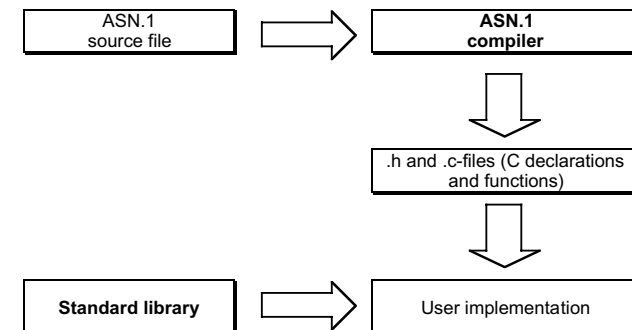 ASN.1
source file
ASN.1
compiler
.h and .c-files (C declarations
and functions)
Standard library
User implementation